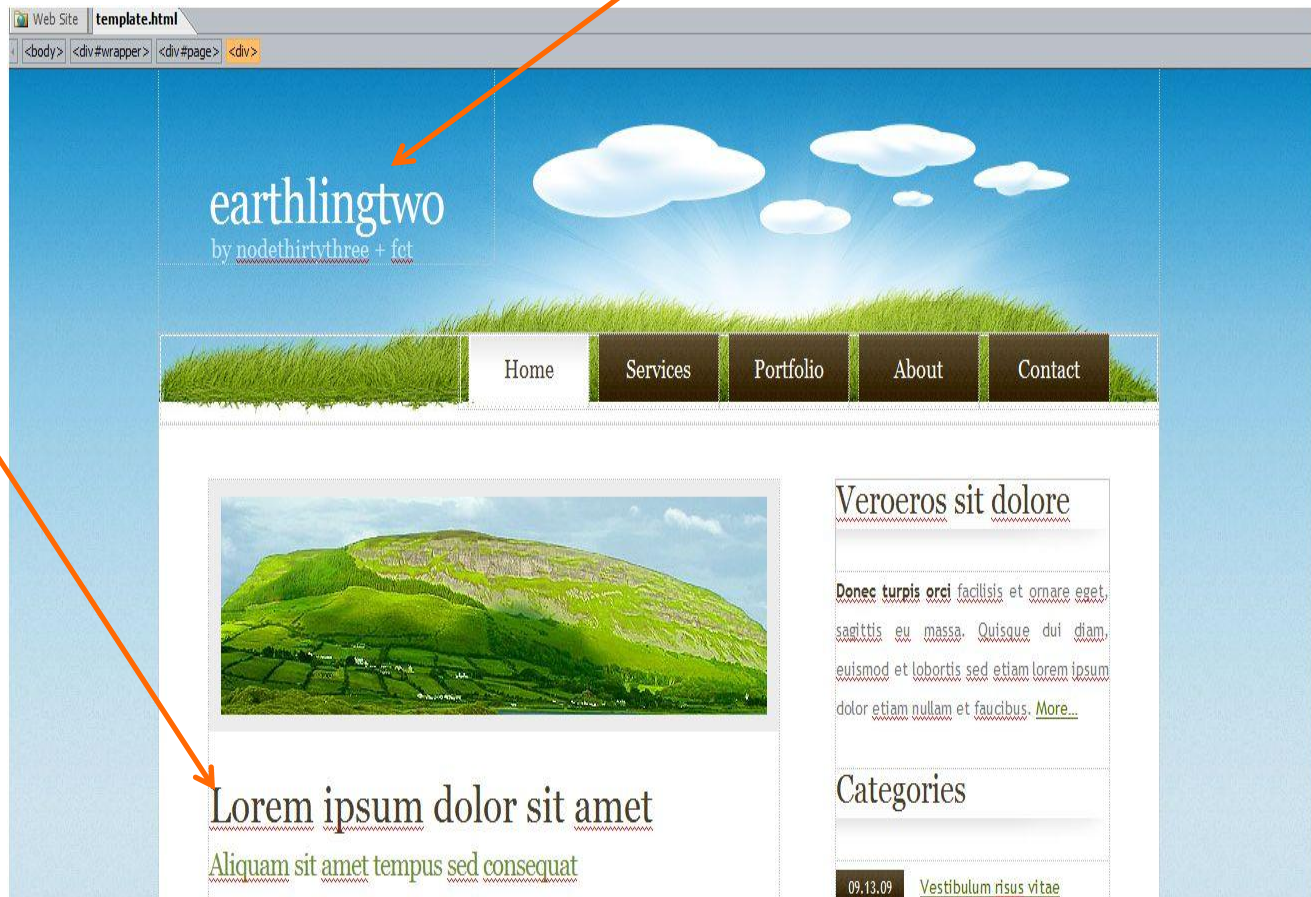 Web Site template.html
<body> <div#wrapper> <div#page> <div>
earthlingtwo
by nodethirtythree + fct
Home Services Portfolio About Contact
Lorem ipsum dolor sit amet
Aliquam sit amet tempus sed consequat
Veroeros sit dolore
Donec turpis orci facilisis et ornare eget,
sagittis eu massa. Quisque dui diam,
euismod et lobortis sed etiam lorem ipsum
dolor etiam nullam et faucibus. More...
Categories
09.13.09 Vestibulum risus vitae